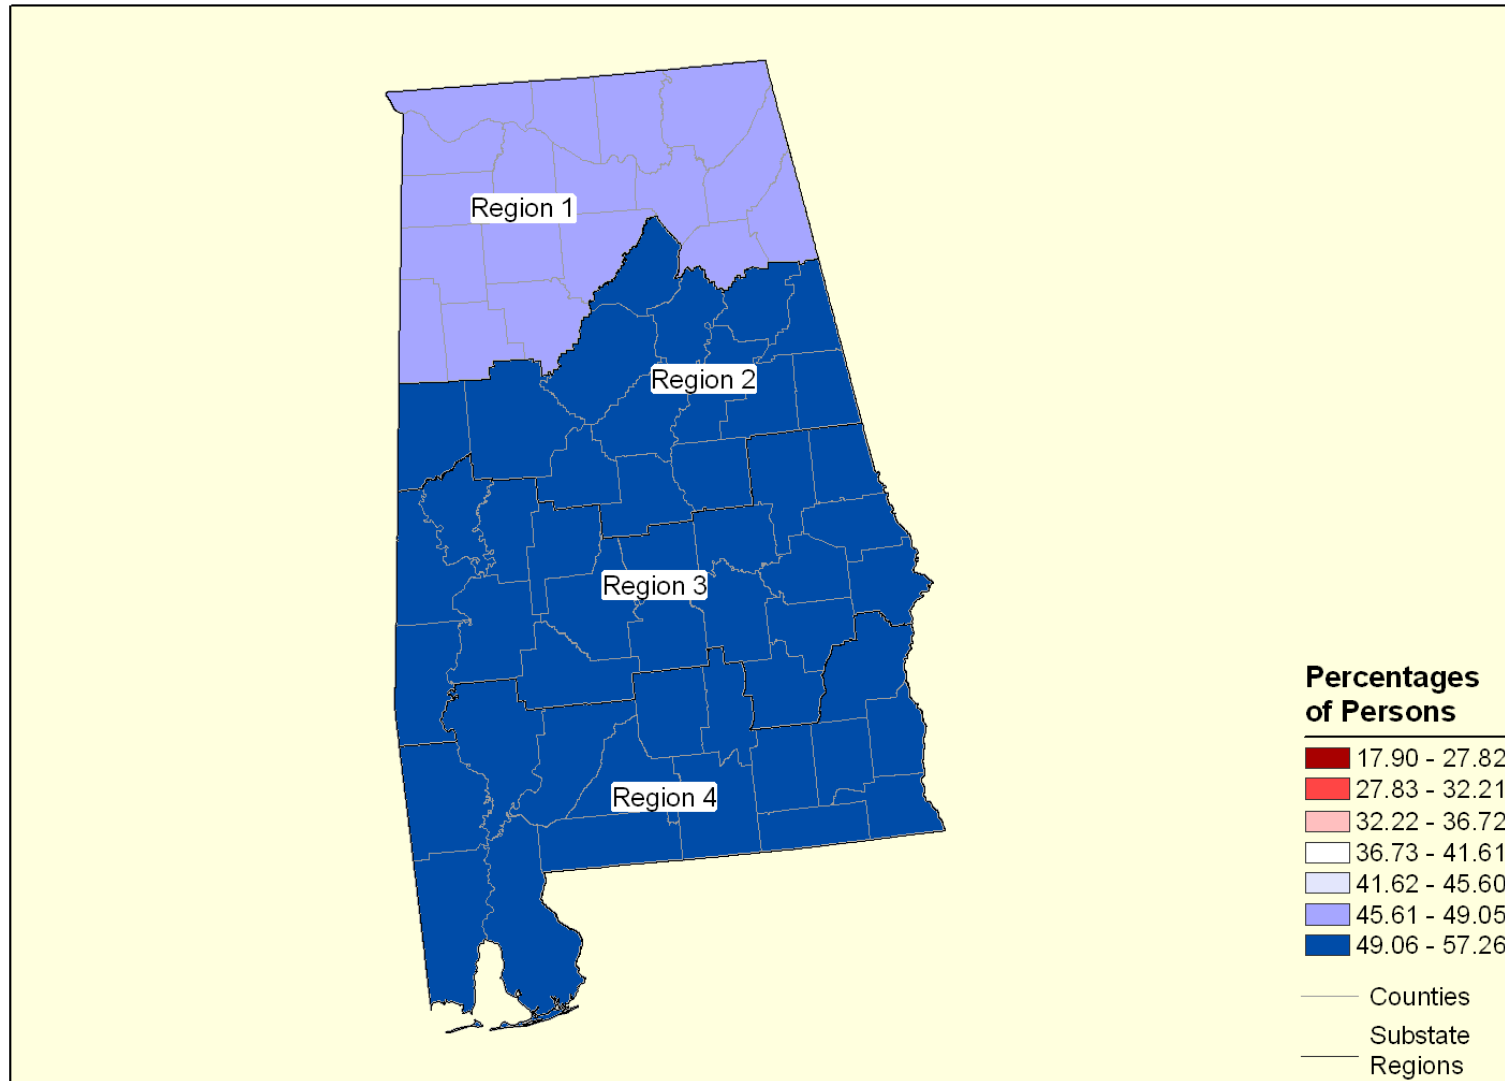 Region 1
Region 2
Region 3
Region 4
Percentages
of Persons
17.90 - 27.82
27.83 - 32.21
32.22 - 36.72
36.73 - 41.61
41.62 - 45.60
45.61 - 49.05
49.06 - 57.26
Counties
Substate
Regions